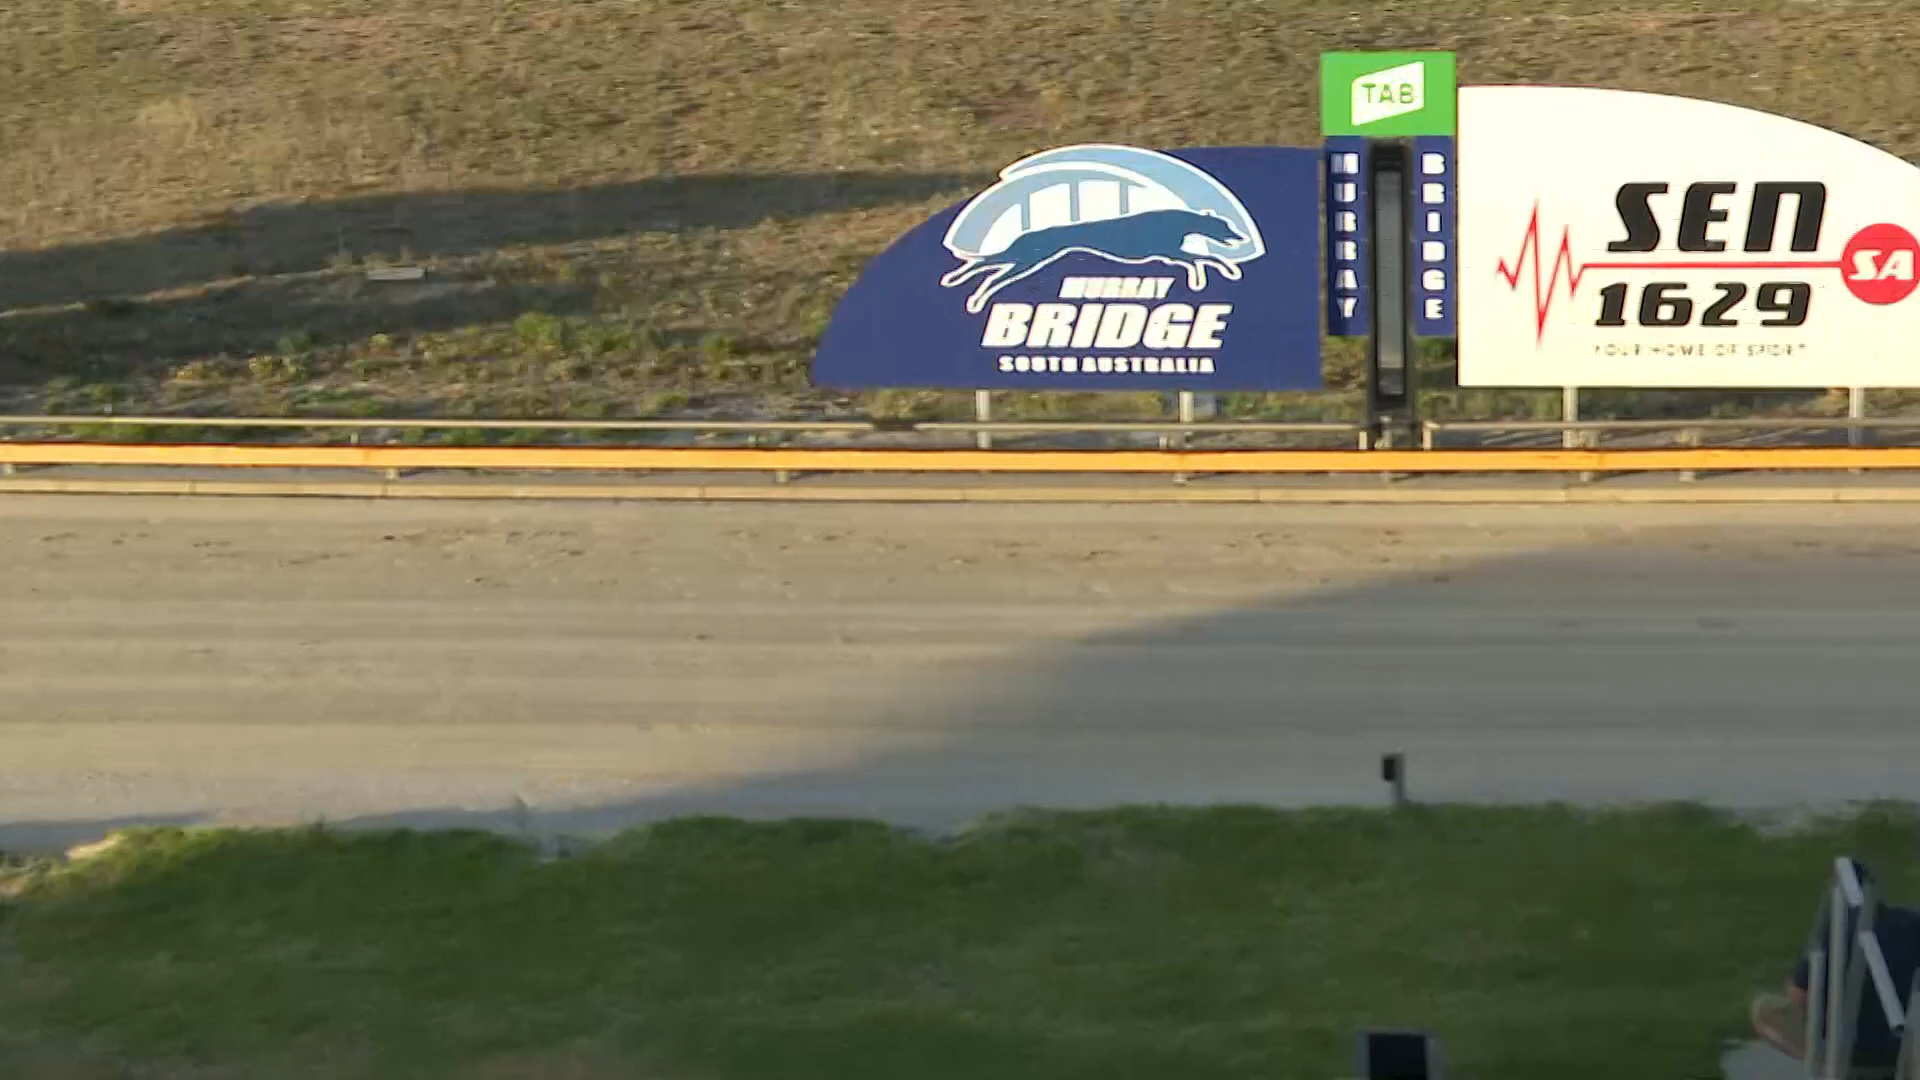 TAB
MURRAY
BRIDGE
SOUTH AUSTRALIA
MURRAY
BRIDGE
SEN
SA
1629
YOUR HOME OF SPORT